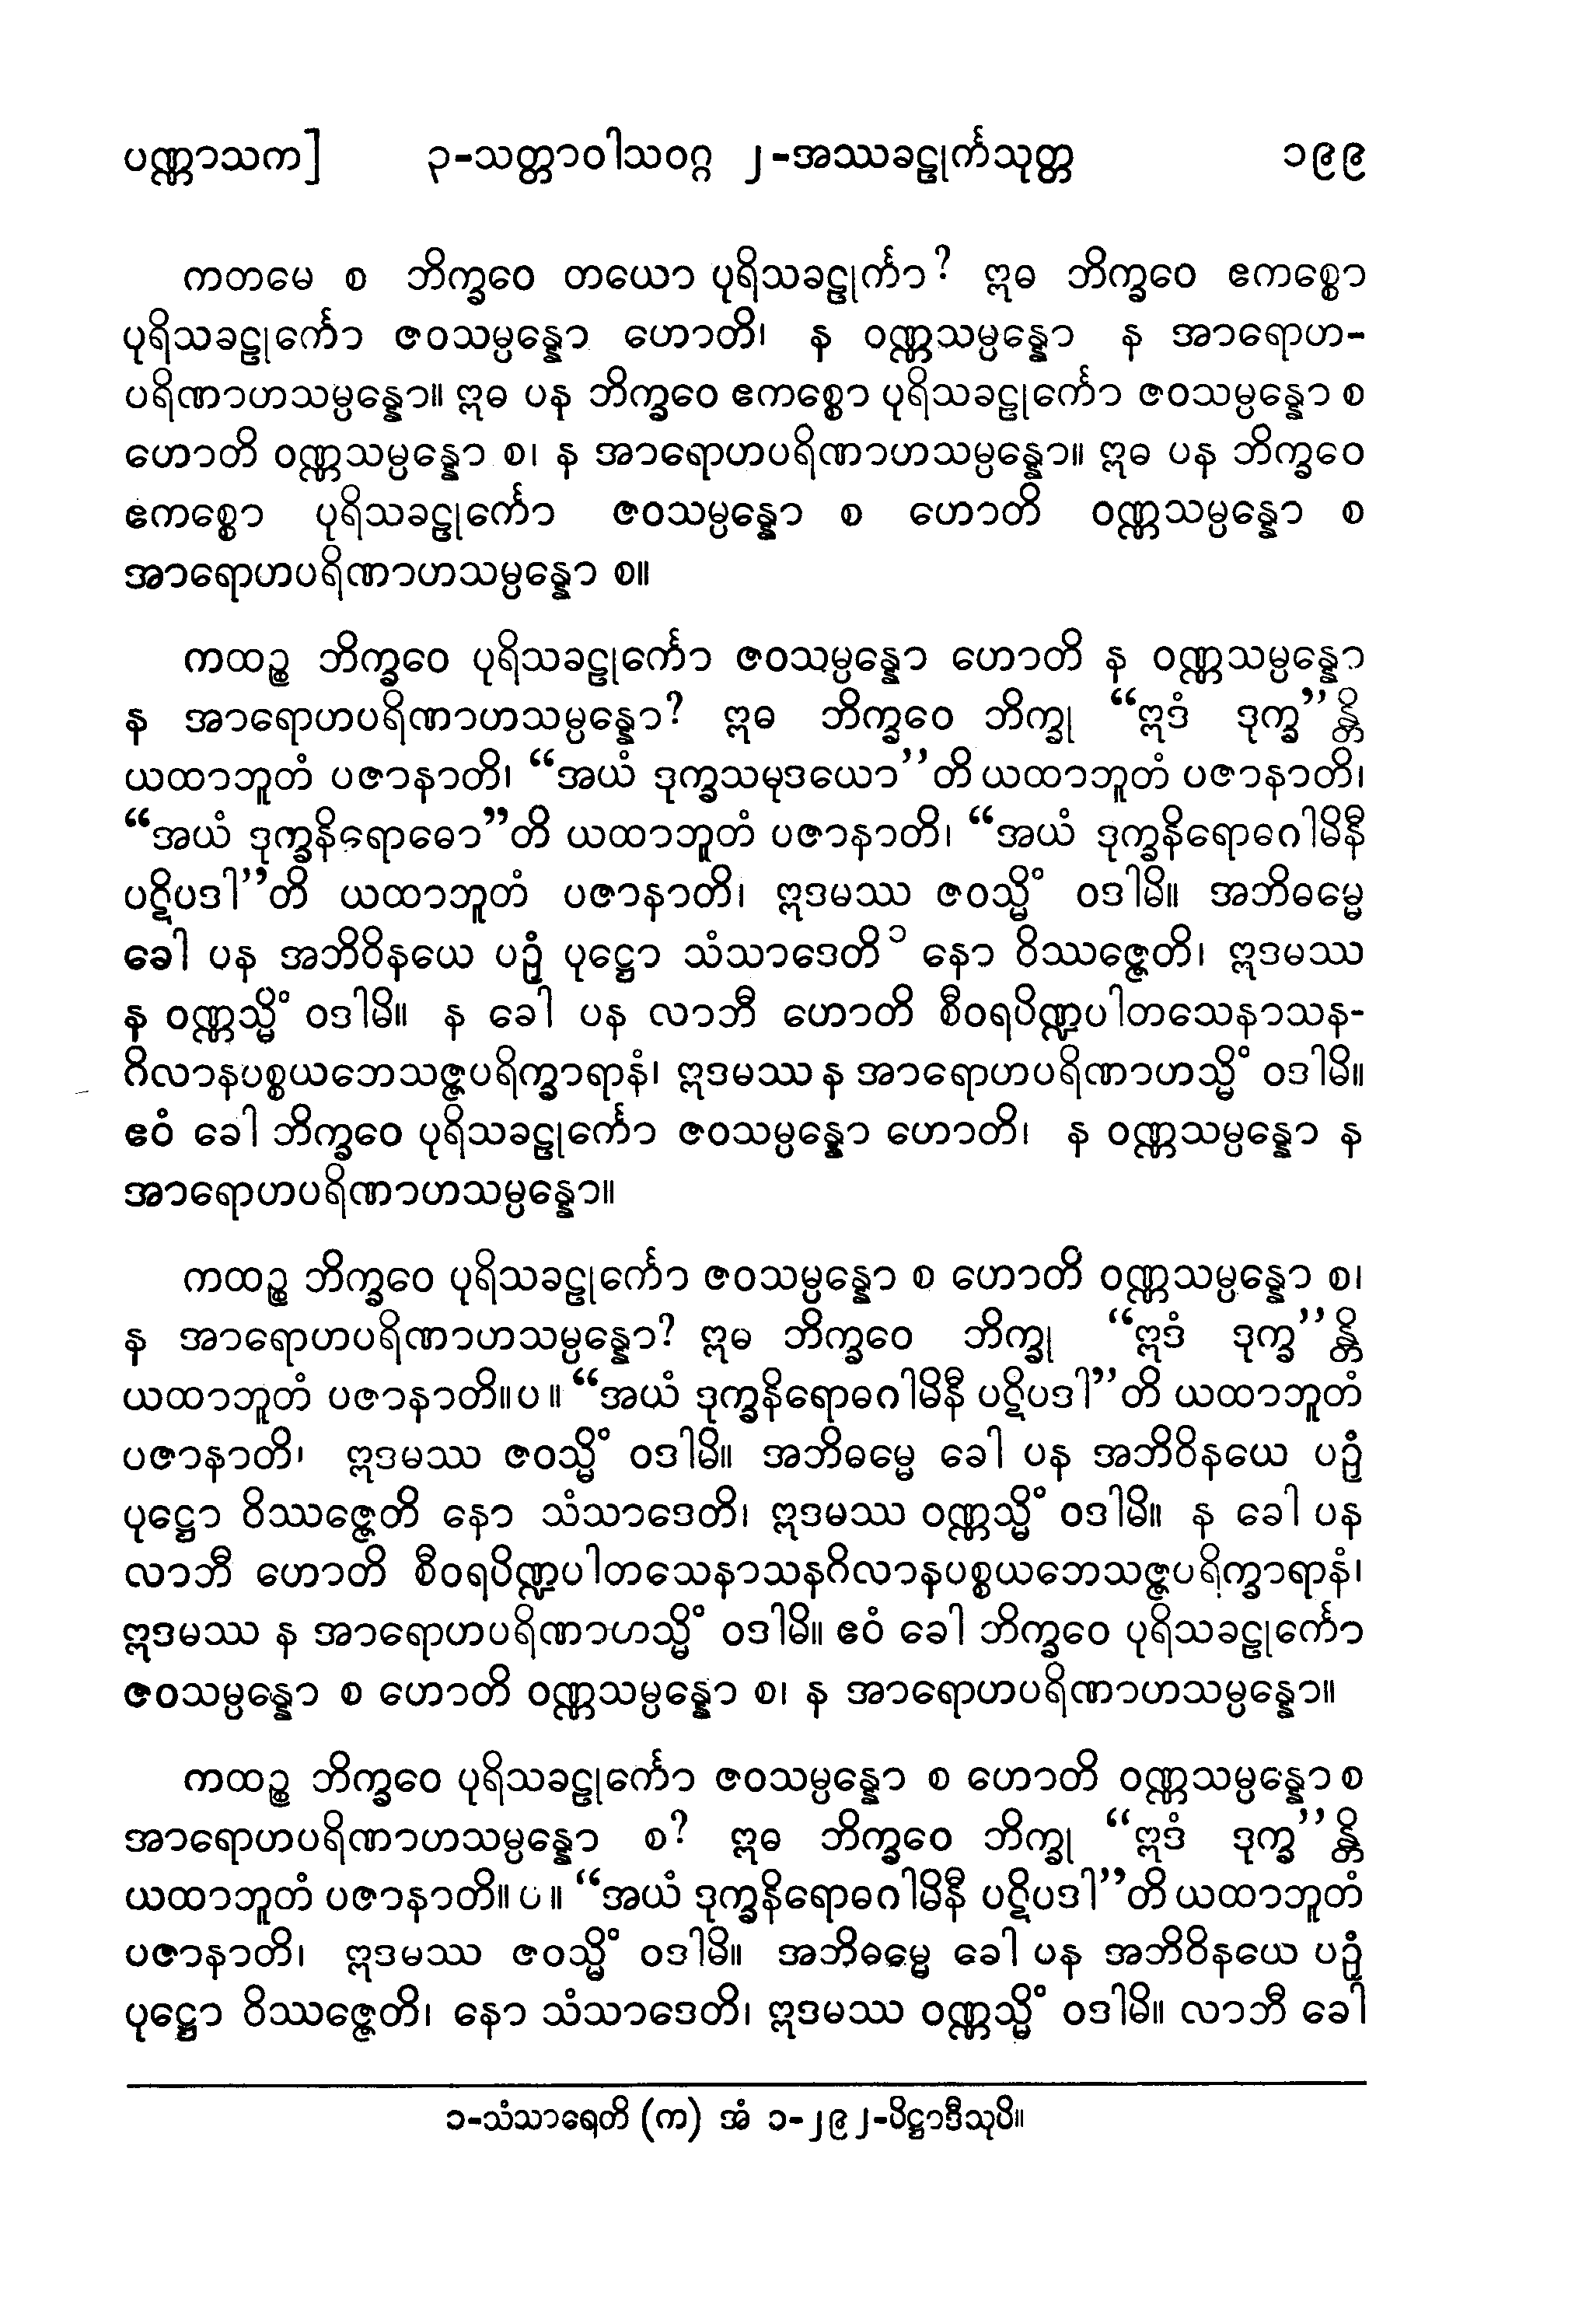 ပဏ္ဏာသက] ၃-သတ္တာဝါသဝဂ္ဂ ၂-အဿခဠုင်္ကသုတ္တ ၁၉၉
ကတမေ စ ဘိက္ခဝေ တယော ပုရိသခဠုင်္ကာ? ဣဓ ဘိက္ခဝေ ဧကစ္စော
ပုရိသခဠုင်္ကော ဇဝသမ္ပန္နော ဟောတိ၊ န ဝဏ္ဏသမ္ပန္နော န အာရောဟ-
ပရိဏာဟသမ္ပန္နော။ ဣဓ ပန ဘိက္ခဝေ ဧကစ္စော ပုရိသခဠုင်္ကော ဇဝသမ္ပန္နော စ
ဟောတိ ဝဏ္ဏသမ္ပန္နော စ၊ န အာရောဟပရိဏာဟသမ္ပန္နော။ ဣဓ ပန ဘိက္ခဝေ
ဧကစ္စော ပုရိသခဠုင်္ကော ဇဝသမ္ပန္နော စ ဟောတိ ဝဏ္ဏသမ္ပန္နော စ
အာရောဟပရိဏာဟသမ္ပန္နော စ။
ကထဉ္စ ဘိက္ခဝေ ပုရိသခဠုင်္ကော ဇဝသမ္ပန္နော ဟောတိ န ဝဏ္ဏသမ္ပန္နော
န အာရောဟပရိဏာဟသမ္ပန္နော? ဣဓ ဘိက္ခဝေ ဘိက္ခု “ဣဒံ ဒုက္ခ”န္တိ
ယထာဘူတံ ပဇာနာတိ၊ “အယံ ဒုက္ခသမုဒယော”တိ ယထာဘူတံ ပဇာနာတိ၊
“အယံ ဒုက္ခနိရောဓော”တိ ယထာဘူတံ ပဇာနာတိ၊ “အယံ ဒုက္ခနိရောဓဂါမိနီ
ပဋိပဒါ”တိ ယထာဘူတံ ပဇာနာတိ၊ ဣဒမဿ ဇဝသ္မိံ ဝဒါမိ။ အဘိဓမ္မေ
ခေါ ပန အဘိဝိနယေ ပဉှံ ပုဋ္ဌော သံသာဒေတိ ၁ နော ဝိဿဇ္ဇေတိ၊ ဣဒမဿ
န ဝဏ္ဏသ္မိံ ဝဒါမိ။ န ခေါ ပန လာဘီ ဟောတိ စီဝရပိဏ္ဍပါတသေနာသန-
ဂိလာနပစ္စယဘေသဇ္ဇပရိက္ခာရာနံ၊ ဣဒမဿ န အာရောဟပရိဏာဟသ္မိံ ဝဒါမိ။
ဧဝံ ခေါ ဘိက္ခဝေ ပုရိသခဠုင်္ကော ဇဝသမ္ပန္နော ဟောတိ၊ န ဝဏ္ဏသမ္ပန္နော န
အာရောဟပရိဏာဟသမ္ပန္နော။
ကထဉ္စ ဘိက္ခဝေ ပုရိသခဠုင်္ကော ဇဝသမ္ပန္နော စ ဟောတိ ဝဏ္ဏသမ္ပန္နော စ၊
န အာရောဟပရိဏာဟသမ္ပန္နော? ဣဓ ဘိက္ခဝေ ဘိက္ခု “ဣဒံ ဒုက္ခ”န္တိ
ယထာဘူတံ ပဇာနာတိ။ပ။ “အယံ ဒုက္ခနိရောဓဂါမိနီ ပဋိပဒါ”တိ ယထာဘူတံ
ပဇာနာတိ၊ ဣဒမဿ ဇဝသ္မိံ ဝဒါမိ။ အဘိဓမ္မေ ခေါ ပန အဘိဝိနယေ ပဉှံ
ပုဋ္ဌော ဝိဿဇ္ဇေတိ နော သံသာဒေတိ၊ ဣဒမဿ ဝဏ္ဏသ္မိံ ဝဒါမိ။ န ခေါ ပန
လာဘီ ဟောတိ စီဝရပိဏ္ဍပါတသေနာသနဂိလာနပစ္စယဘေသဇ္ဇပရိက္ခာရာနံ၊
ဣဒမဿ န အာရောဟပရိဏာဟသ္မိံ ဝဒါမိ။ ဧဝံ ခေါ ဘိက္ခဝေ ပုရိသခဠုင်္ကော
ဇဝသမ္ပန္နော စ ဟောတိ ဝဏ္ဏသမ္ပန္နော စ၊ န အာရောဟပရိဏာဟသမ္ပန္နော။
ကထဉ္စ ဘိက္ခဝေ ပုရိသခဠုင်္ကော ဇဝသမ္ပန္နော စ ဟောတိ ဝဏ္ဏသမ္ပန္နော စ
အာရောဟပရိဏာဟသမ္ပန္နော စ? ဣဓ ဘိက္ခဝေ ဘိက္ခု “ဣဒံ ဒုက္ခ”န္တိ
ယထာဘူတံ ပဇာနာတိ။ပ။ “အယံ ဒုက္ခနိရောဓဂါမိနီ ပဋိပဒါ”တိ ယထာဘူတံ
ပဇာနာတိ၊ ဣဒမဿ ဇဝသ္မိံ ဝဒါမိ။ အဘိဓမ္မေ ခေါ ပန အဘိဝိနယေ ပဉှံ
ပုဋ္ဌော ဝိဿဇ္ဇေတိ၊ နော သံသာဒေတိ၊ ဣဒမဿ ဝဏ္ဏသ္မိံ ဝဒါမိ။ လာဘီ ခေါ
၁-သံသာရေတိ (က) အံ ၁-၂၉၂-ပိဋ္ဌာဒီသုပိ။